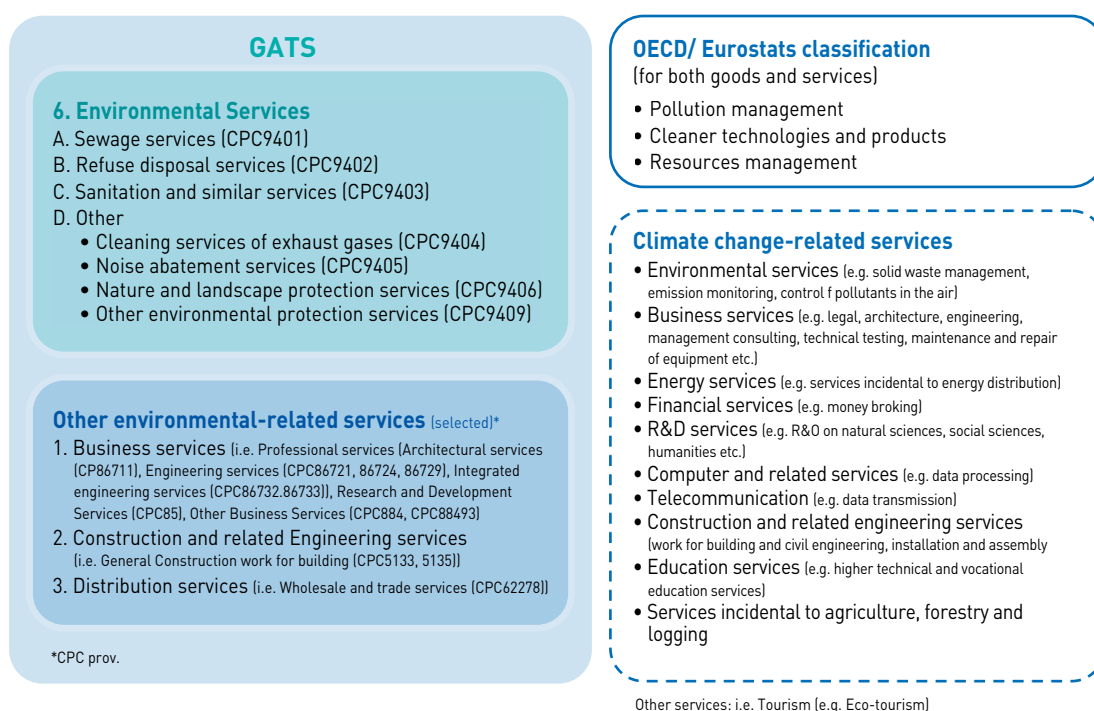 GATS
6. Environmental Services
A. Sewage services (CPC9401)
B. Refuse disposal services (CPC9402)
C. Sanitation and similar services (CPC9403)
D. Other
• Cleaning services of exhaust gases (CPC9404)
• Noise abatement services (CPC9405)
• Nature and landscape protection services (CPC9406)
• Other environmental protection services (CPC9409)
Other environmental-related services (selected)*
1. Business services (i.e. Professional services (Architectural services
(CP86711), Engineering services (CPC86721, 86724, 86729), Integrated
engineering services (CPC86732.86733)), Research and Development
Services (CPC85), Other Business Services (CPC884, CPC88493)
2. Construction and related Engineering services
(i.e. General Construction work for building (CPC5133, 5135))
3. Distribution services (i.e. Wholesale and trade services (CPC62278))
*CPC prov.
OECD/ Eurostats classification
(for both goods and services)
• Pollution management
• Cleaner technologies and products
• Resources management
Climate change-related services
• Environmental services (e.g. solid waste management,
emission monitoring, control f pollutants in the air)
• Business services (e.g. legal, architecture, engineering,
management consulting, technical testing, maintenance and repair
of equipment etc.)
• Energy services (e.g. services incidental to energy distribution)
• Financial services (e.g. money broking)
• R&D services (e.g. R&O on natural sciences, social sciences,
humanities etc.)
• Computer and related services (e.g. data processing)
• Telecommunication (e.g. data transmission)
• Construction and related engineering services
(work for building and civil engineering, installation and assembly
• Education services (e.g. higher technical and vocational
education services)
• Services incidental to agriculture, forestry and
logging
Other services: i.e. Tourism (e.g. Eco-tourism)